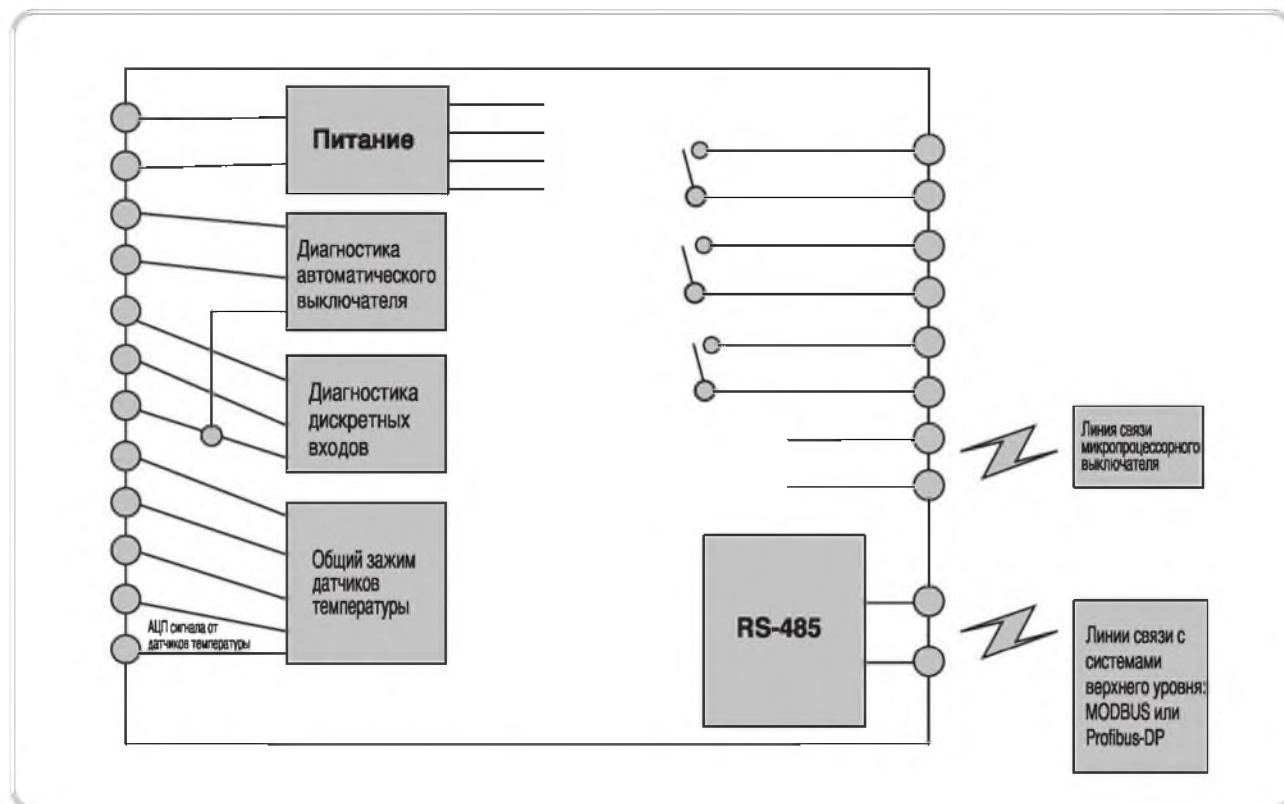 Питание
Диагностика
автоматического
выключателя
Диагностика
дискретных
входов
Общий зажим
датчиков
температуры
АЦП сигнала от
датчиков температуры
RS-485
Линия связи
микропроцессорного
выключателя
Линии связи с
системами
верхнего уровня:
MODBUS или
Profibus-DP